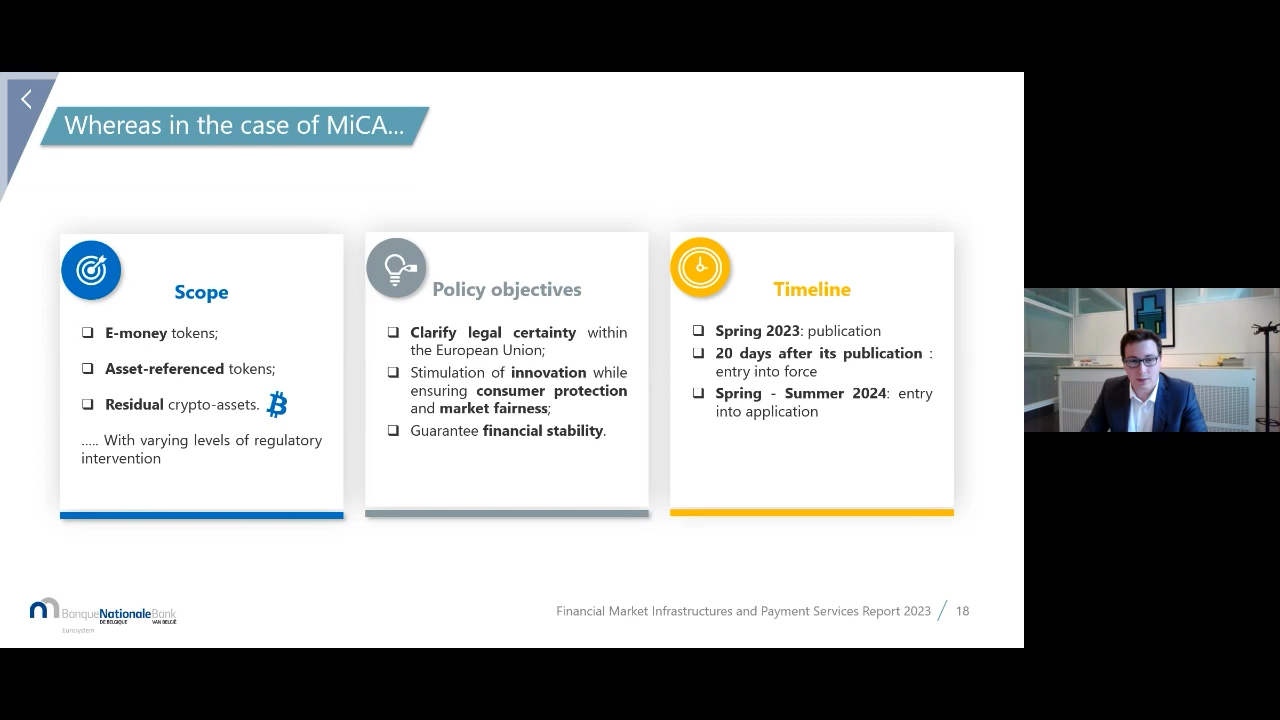 Whereas in the case of MiCA...
Scope
E-money tokens;
Asset-referenced tokens;
Residual crypto-assets.
..... With varying levels of regulatory
intervention
Policy objectives
Clarify legal certainty within
the European Union;
Stimulation of innovation while
ensuring consumer protection
and market fairness;
Guarantee financial stability.
Timeline
Spring 2023: publication
20 days after its publication :
entry into force
Spring - Summer 2024: entry
into application
BanqueNationaleBank
DE BELGIQUE VAN BELGIË
Eurosystem
Financial Market Infrastructures and Payment Services Report 2023 / 18